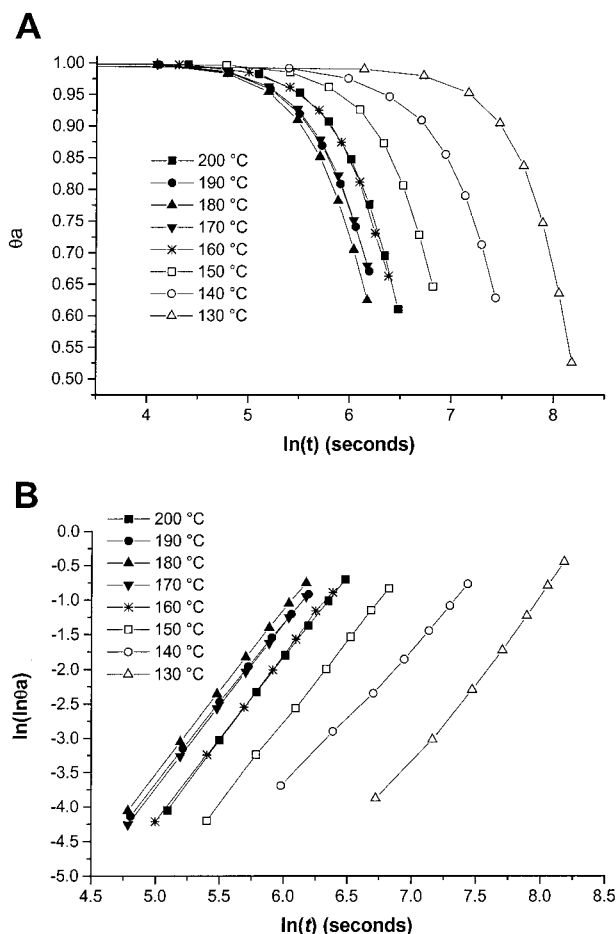 A
1.00
0.95
0.90
0.85
0.80
0.75
0.70
0.65
0.60
0.55
0.50
θa
200 °C
190 °C
180 °C
170 °C
160 °C
150 °C
140 °C
130 °C
4 5 6 7 8
ln(t) (seconds)
B
0.0
-0.5
-1.0
-1.5
-2.0
-2.5
-3.0
-3.5
-4.0
-4.5
-5.0
ln(lnθa)
200 °C
190 °C
180 °C
170 °C
160 °C
150 °C
140 °C
130 °C
4.5 5.0 5.5 6.0 6.5 7.0 7.5 8.0 8.5
ln(t) (seconds)